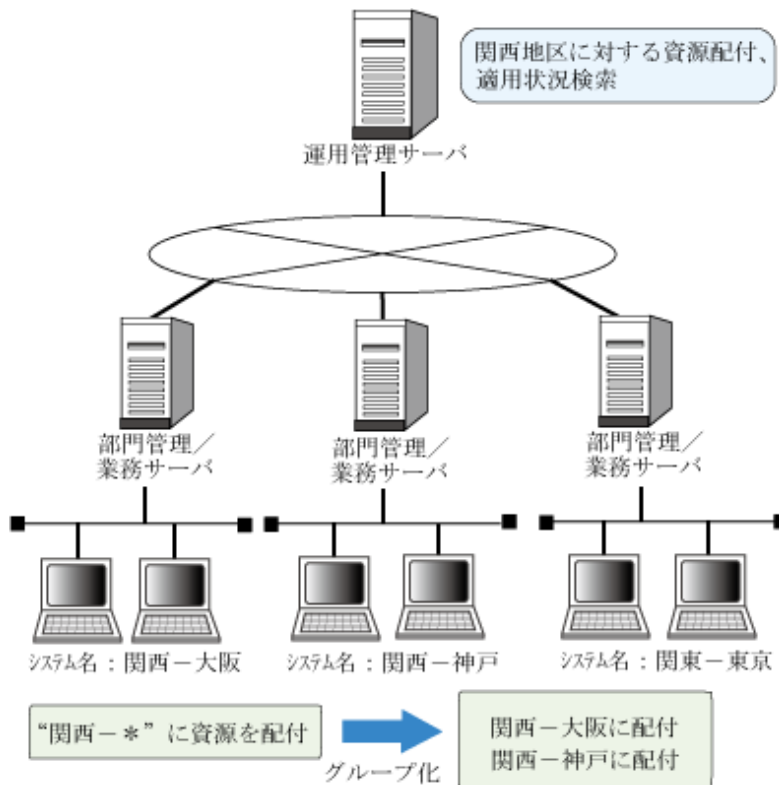 関西地区に対する資源配付、
適用状況検索
運用管理サーバ
部門管理／
業務サーバ
部門管理／
業務サーバ
部門管理／
業務サーバ
ｼｽﾃﾑ名：関西－大阪
ｼｽﾃﾑ名：関西－神戸
ｼｽﾃﾑ名：関東－東京
“関西－＊”に資源を配付
グループ化
関西－大阪に配付
関西－神戸に配付